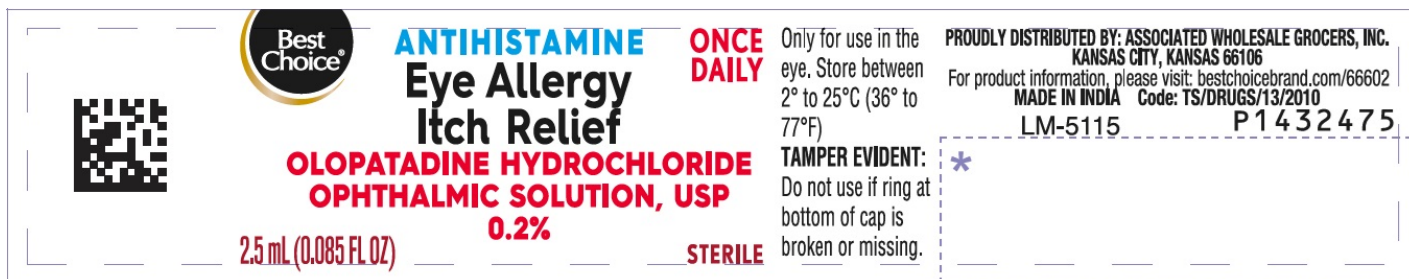 Best
Choice®
ANTIHISTAMINE
Eye Allergy
Itch Relief
OLOPATADINE HYDROCHLORIDE
OPHTHALMIC SOLUTION, USP
0.2%
2.5 mL (0.085 FL OZ)
ONCE
DAILY
STERILE
Only for use in the
eye. Store between
2° to 25°C (36° to
77°F)
TAMPER EVIDENT:
Do not use if ring at
bottom of cap is
broken or missing.
PROUDLY DISTRIBUTED BY: ASSOCIATED WHOLESALE GROCERS, INC.
KANSAS CITY, KANSAS 66106
For product information, please visit: bestchoicebrand.com/66602
MADE IN INDIA Code: TS/DRUGS/13/2010
LM-5115 P1432475
*